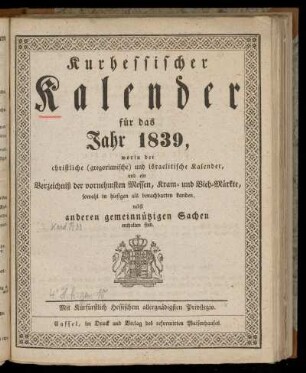 Kurhessischer
Kalender
für das
Jahr 1839,
worin der
christliche (gregorianische) und israelitische Kalender,
und ein
Verzeichniß der vornehmsten Messen, Kram- und Vieh-Märkte,
sowohl in hiesigen als benachbarten Landen,
nebst
anderen gemeinnützigen Sachen
enthalten sind.
Mit Kurfürstlich Hessischem allergnädigsten Privilegio.
Cassel, im Druck und Verlag des reformirten Waisenhauses.